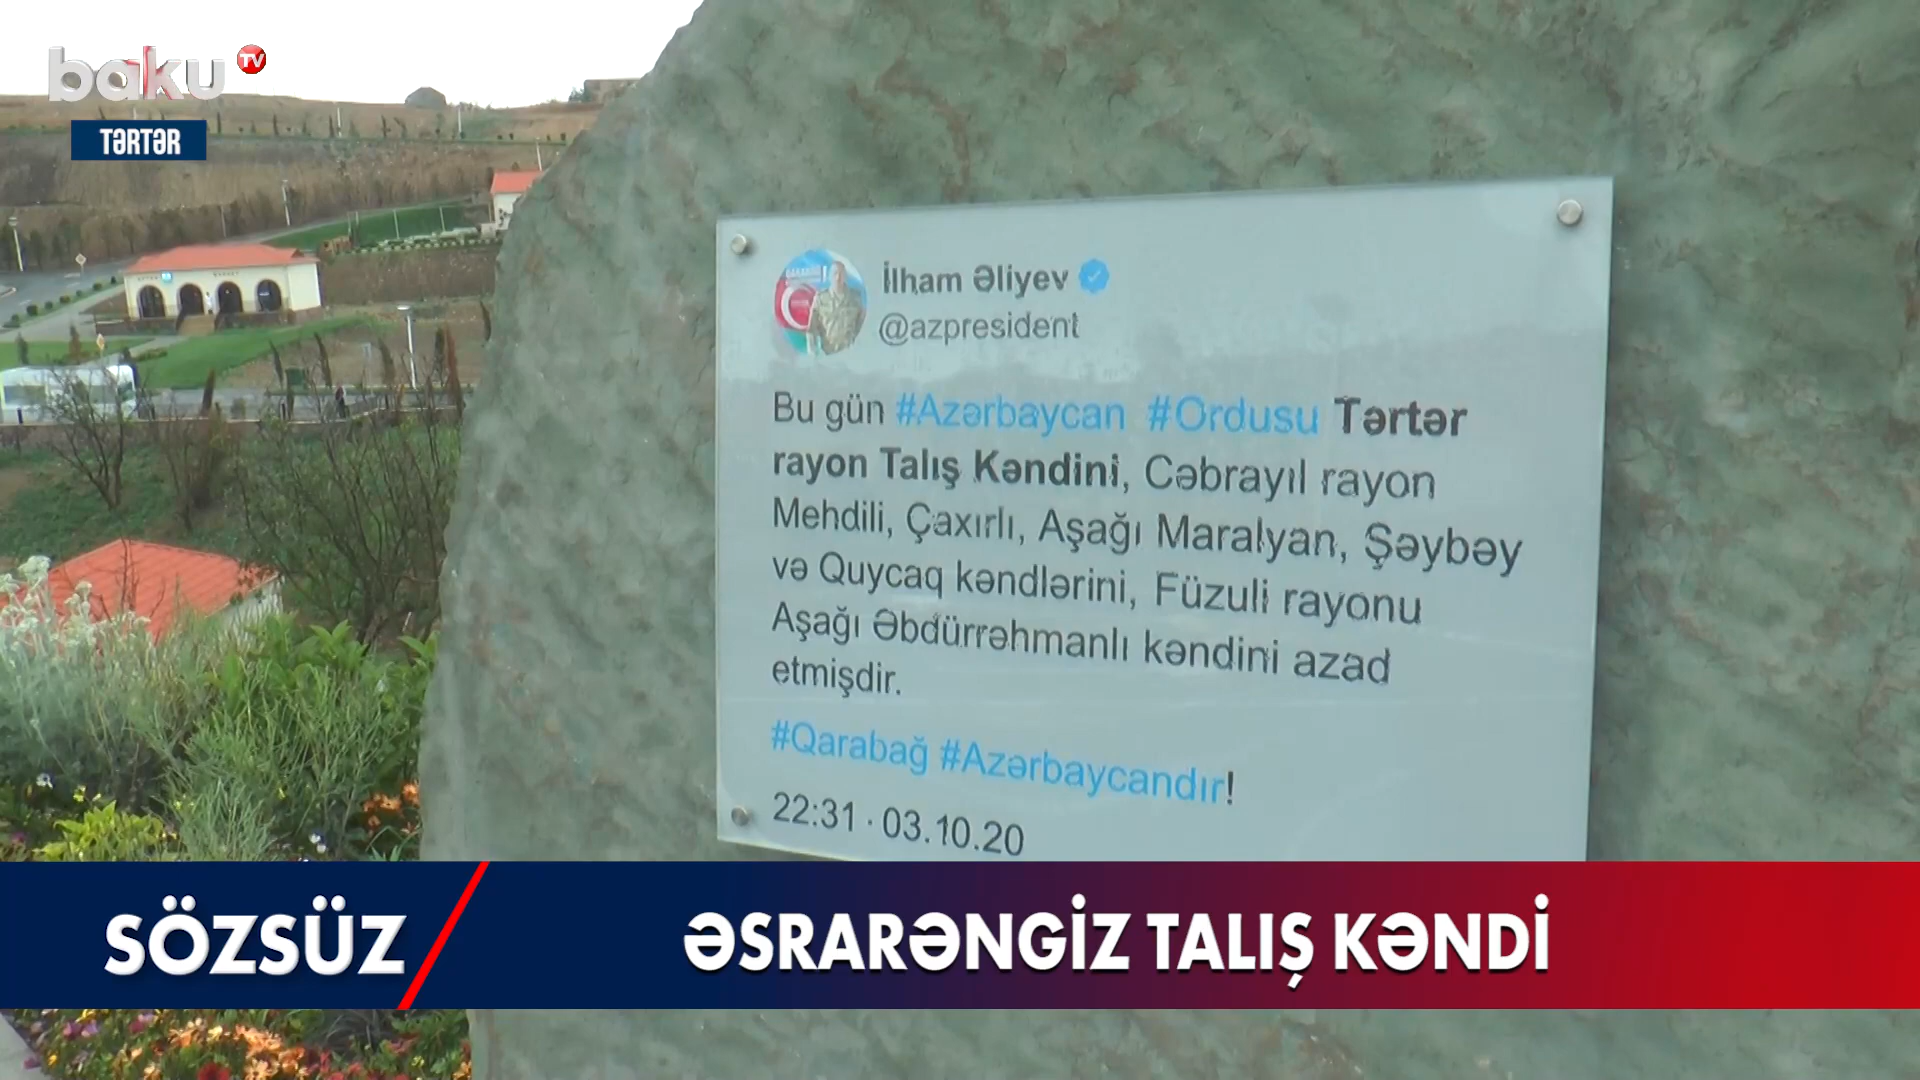 baku TV
TƏRTƏR
İlham Əliyev
@azpresident
Bu gün #Azərbaycan #Ordusu Tərtər
rayon Talış Kəndini, Cəbrayıl rayon
Mehdili, Çaxırlı, Aşağı Maralyan, Şəybəy
və Quycaq kəndlərini, Füzuli rayonu
Aşağı Əbdürrəhmanlı kəndini azad
etmişdir.
#Qarabağ #Azərbaycandır!
22:31 · 03.10.20
SÖZSÜZ
ƏSRARƏNGİZ TALIŞ KƏNDİ